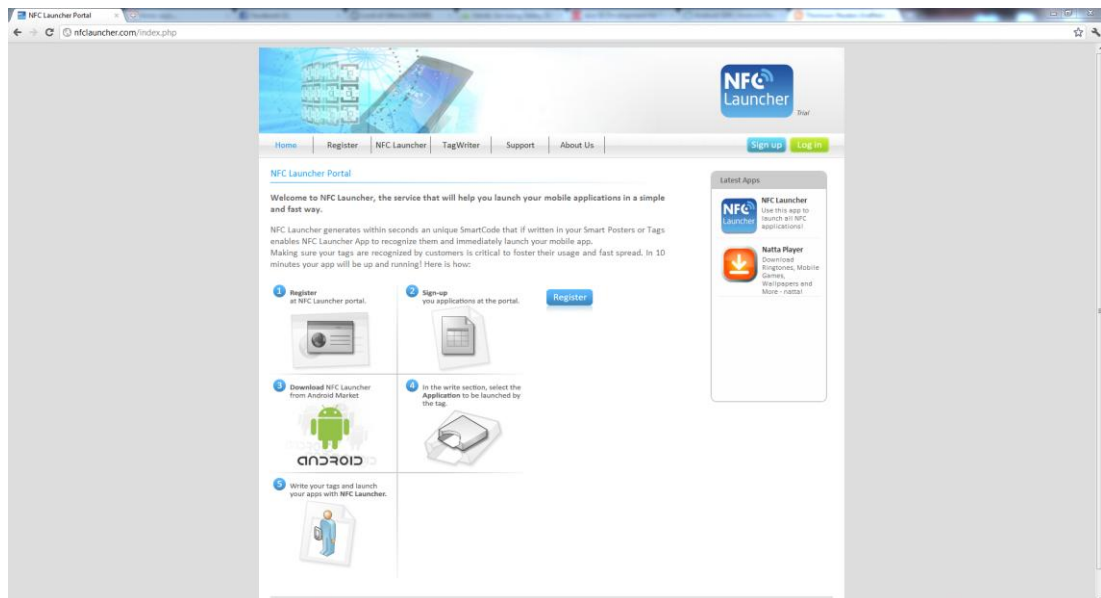 NFC Launcher Portal
nfclauncher.com/index.php
NFC
Launcher
Trial
Home Register NFC Launcher TagWriter Support About Us
Sign up Log in
NFC Launcher Portal
Welcome to NFC Launcher, the service that will help you launch your mobile applications in a simple
and fast way.
NFC Launcher generates within seconds an unique SmartCode that if written in your Smart Posters or Tags
enables NFC Launcher App to recognize them and immediately launch your mobile app.
Making sure your tags are recognized by customers is critical to foster their usage and fast spread. In 10
minutes your app will be up and running! Here is how:
1 Register
at NFC Launcher portal.
2 Sign-up
you applications at the portal.
Register
3 Download NFC Launcher
from Android Market
ANDROID
4 In the write section, select the
Application to be launched by
the tag.
5 Write your tags and launch
your apps with NFC Launcher.
Latest Apps
NFC
Launcher
NFC Launcher
Use this app to
launch all NFC
applications!
Natta Player
Download
Ringtones, Mobile
Games,
Wallpapers and
More - natta!